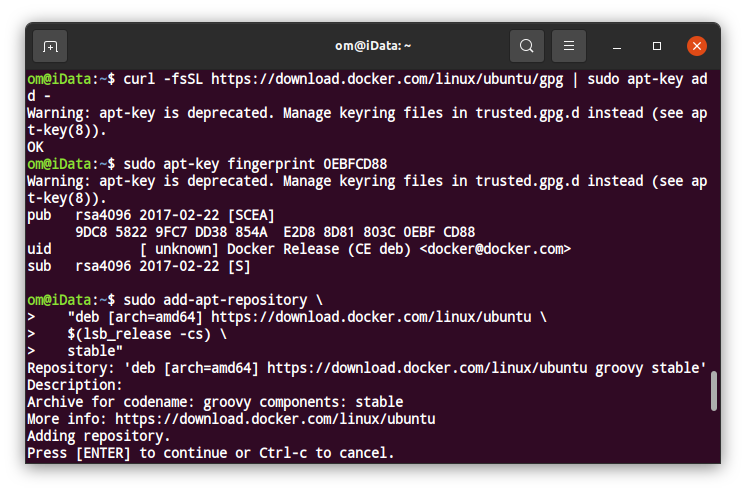 om@iData: ~
om@iData:~$ curl -fsSL https://download.docker.com/linux/ubuntu/gpg | sudo apt-key ad
d -
Warning: apt-key is deprecated. Manage keyring files in trusted.gpg.d instead (see ap
t-key(8)).
OK
om@iData:~$ sudo apt-key fingerprint 0EBFCD88
Warning: apt-key is deprecated. Manage keyring files in trusted.gpg.d instead (see ap
t-key(8)).
pub   rsa4096 2017-02-22 [SCEA]
      9DC8 5822 9FC7 DD38 854A  E2D8 8D81 803C 0EBF CD88
uid           [ unknown] Docker Release (CE deb) <docker@docker.com>
sub   rsa4096 2017-02-22 [S]
om@iData:~$ sudo add-apt-repository \
>    "deb [arch=amd64] https://download.docker.com/linux/ubuntu \
>    $(lsb_release -cs) \
>    stable"
Repository: 'deb [arch=amd64] https://download.docker.com/linux/ubuntu groovy stable'
Description:
Archive for codename: groovy components: stable
More info: https://download.docker.com/linux/ubuntu
Adding repository.
Press [ENTER] to continue or Ctrl-c to cancel.